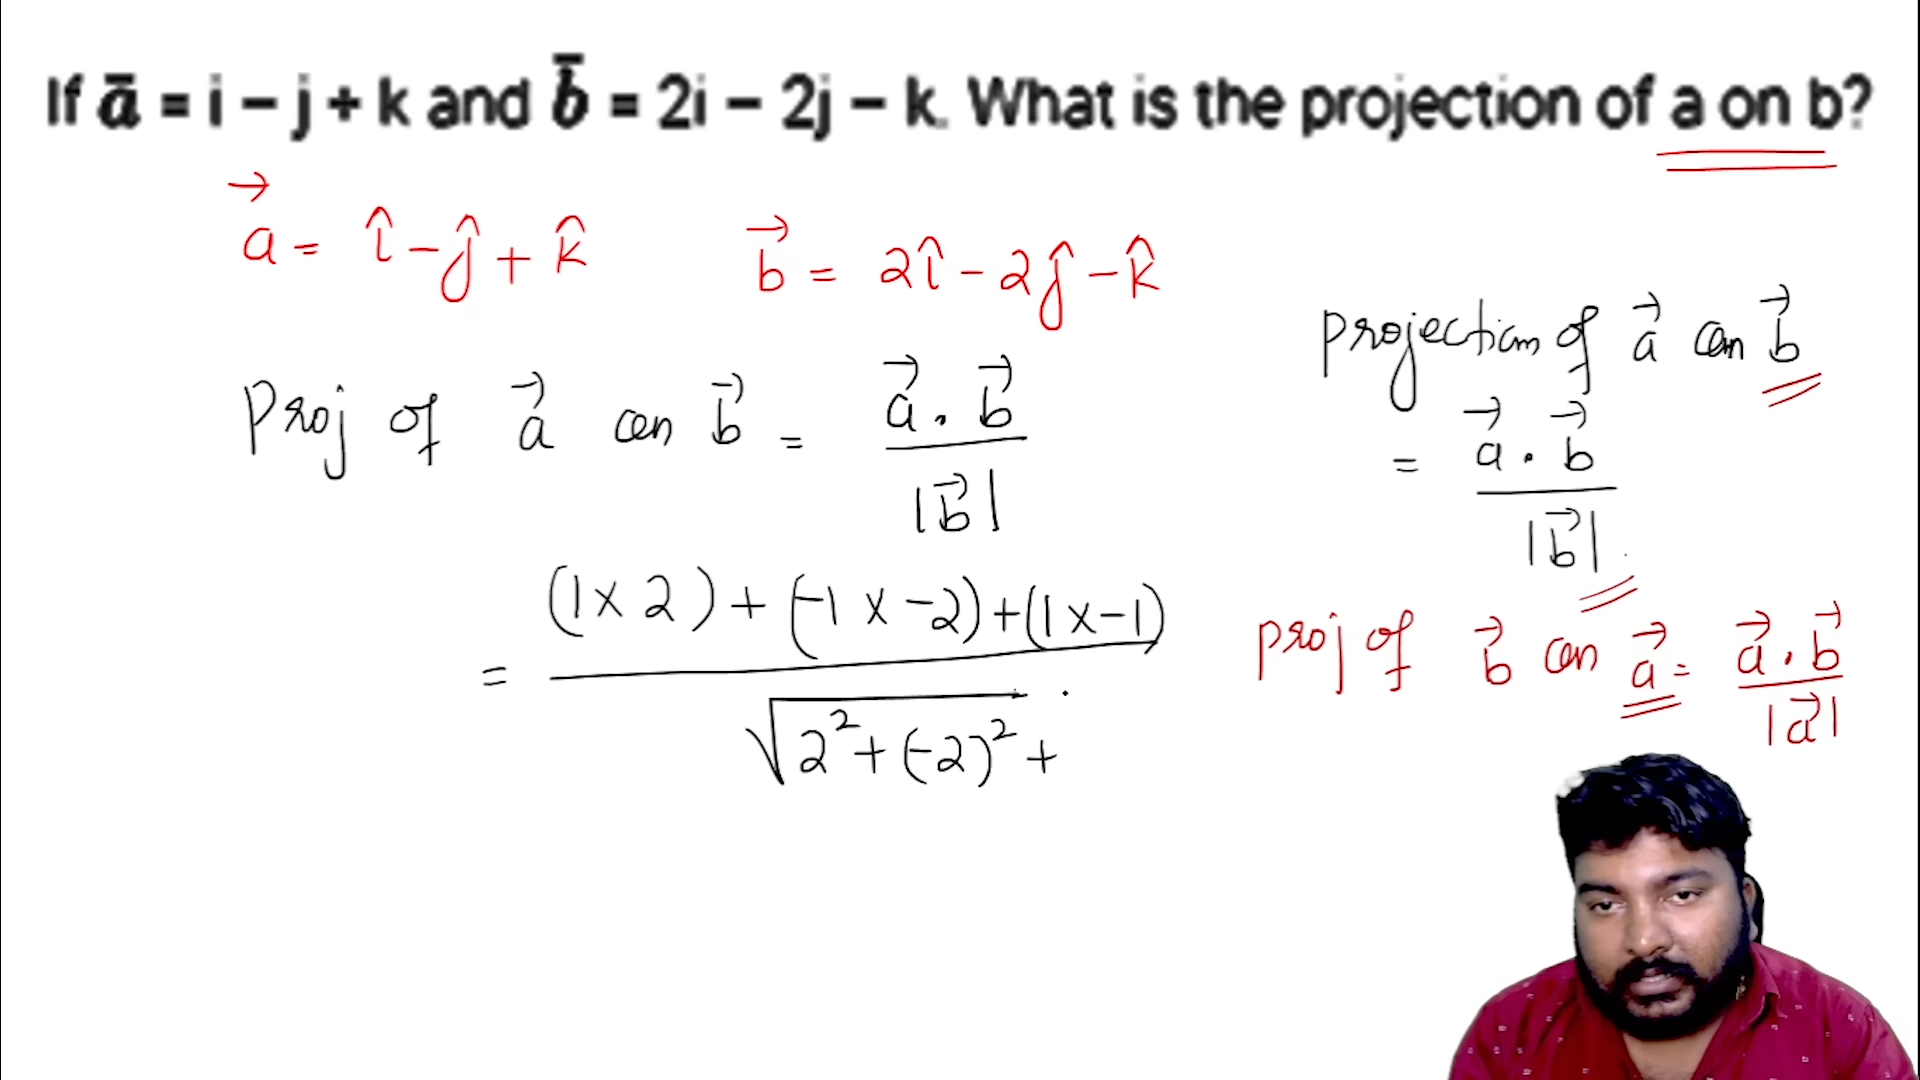 If a̅ = i – j + k and b̅ = 2i – 2j – k. What is the projection of a on b?
a⃗ = î - ĵ + k̂
b⃗ = 2î - 2ĵ - k̂
Proj of a⃗ on b⃗ = a⃗ . b⃗ / |b⃗|
= (1 × 2) + (-1 × -2) + (1 × -1) / √2² + (-2)² +
projection of a⃗ on b⃗
= a⃗ . b⃗ / |b⃗|
proj of b⃗ on a⃗ = a⃗ . b⃗ / |a⃗|